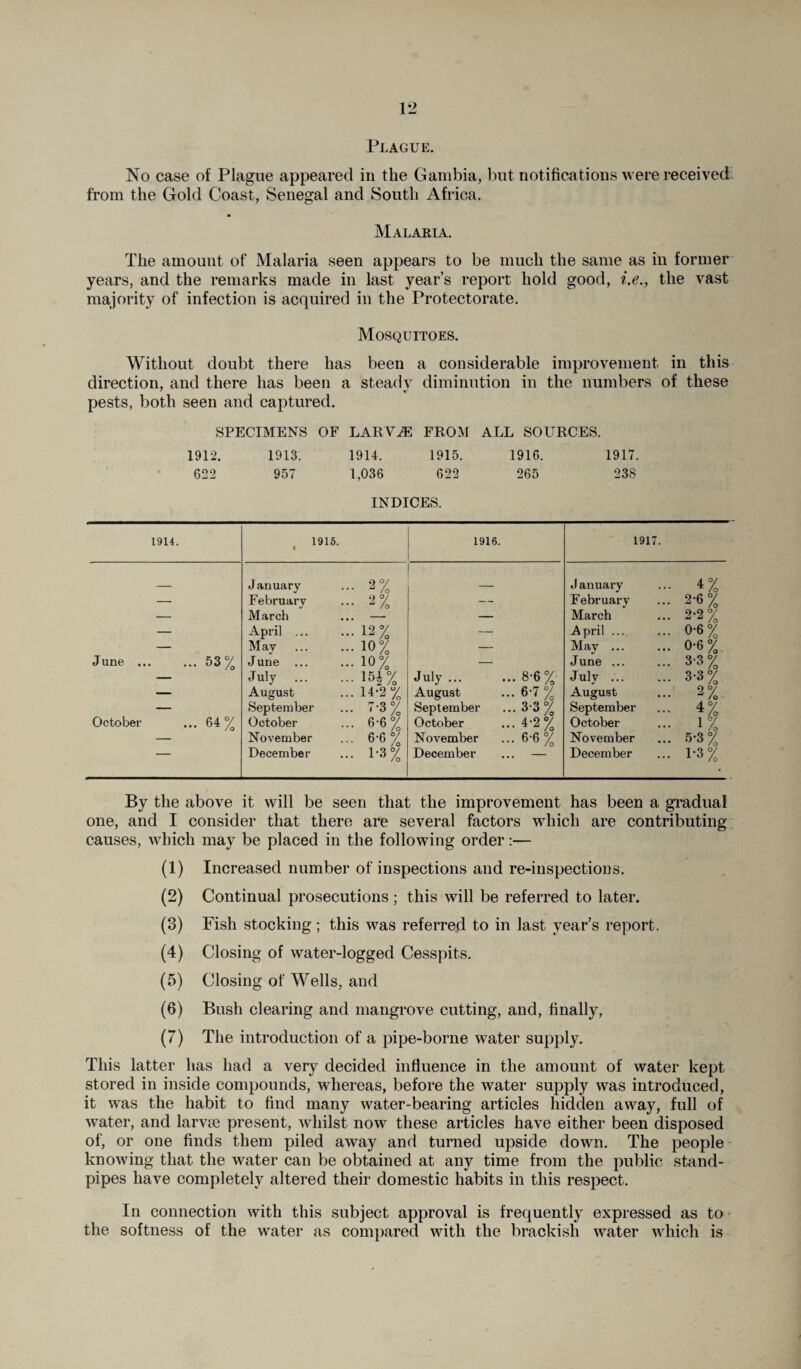 12
PLAGUE.
No case of Plague appeared in the Gambia, but notifications were received
from the Gold Coast, Senegal and South Africa.
MALARIA.
The amount of Malaria seen appears to be much the same as in former
years, and the remarks made in last year's report hold good, i.e., the vast
majority of infection is acquired in the Protectorate.
MOSQUITOES.
Without doubt there has been a considerable improvement in this
direction, and there has been a steady diminution in the numbers of these
pests, both seen and captured.
SPECIMENS OF LARVÆ FROM ALL SOURCES.
1912. 1913. 1914. 1915. 1916. 1917.
622 957 1,036 622 265 238
INDICES.
1914. 1915. 1916. 1917.
— January ... 2 % — January ... 4 %
— February ... 2 % — February ... 2·6 %
— March ... — — March ... 2·2 %
— April ... ... 12 % — April ... ... 0·6 %
— May ... ... 10 % — May ... ... 0·6 %
June ... ... 53 % June ... ... 10 % — June ... ... 3·3 %
— July ... ... 15½ % July ... ... 8·6 % July ... ... 3·3 %
— August ... 14·2 % August ... 6·7 % August ... 2 %
— September ... 7·3 % September ... 3·3 % September ... 4 %
October ... 64 % October ... 6·6 % October ... 4·2 % October ... 1 %
— November ... 6·6 % November ... 6·6 % November ... 5·3 %
— December ... 1·3 % December ... — December ... 1·3 %
By the above it will be seen that the improvement has been a gradual
one, and I consider that there are several factors which are contributing
causes, which may be placed in the following order :—
(1) Increased number of inspections and re-inspections.
(2) Continual prosecutions ; this will be referred to later.
(3) Fish stocking ; this was referred to in last year's report.
(4) Closing of water-logged Cesspits.
(5) Closing of Wells, and
(6) Bush clearing and mangrove cutting, and, finally,
(7) The introduction of a pipe-borne water supply.
This latter has had a very decided influence in the amount of water kept
stored in inside compounds, whereas, before the water supply was introduced,
it was the habit to find many water-bearing articles hidden away, full of
water, and larvæ present, whilst now these articles have either been disposed
of, or one finds them piled away and turned upside down. The people
knowing that the water can be obtained at any time from the public stand-
pipes have completely altered their domestic habits in this respect.
In connection with this subject approval is frequently expressed as to
the softness of the water as compared with the brackish water which is